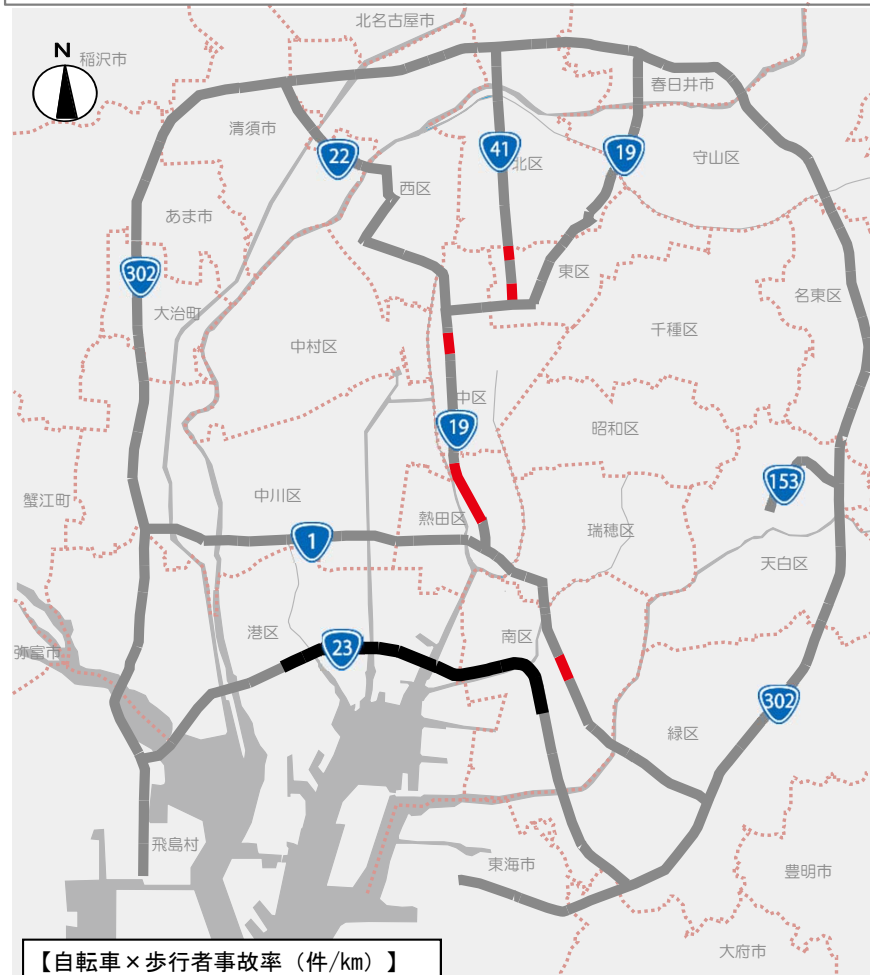 北名古屋市
N
稲沢市
春日井市
清須市
22
41
北区
19
守山区
西区
あま市
302
東区
名東区
大治町
千種区
中村区
中区
19
昭和区
153
蟹江町
中川区
熱田区
瑞穂区
1
天白区
港区
23
南区
弥富市
302
緑区
飛島村
東海市
豊明市
大府市
【自転車×歩行者事故率（件/km）】